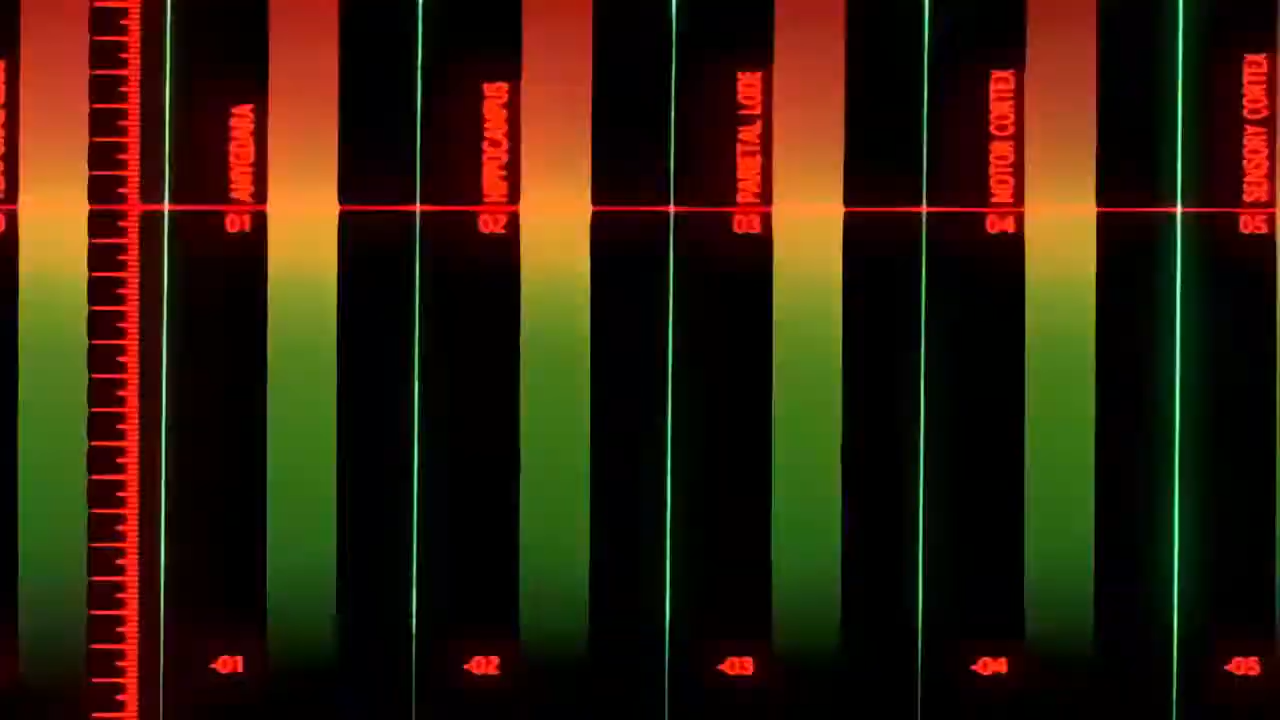 AMYGDALA
01
HIPPOCAMPUS
02
PARIETAL LOBE
03
MOTOR CORTEX
04
SENSORY CORTEX
05
-01
-02
-03
-04
-05